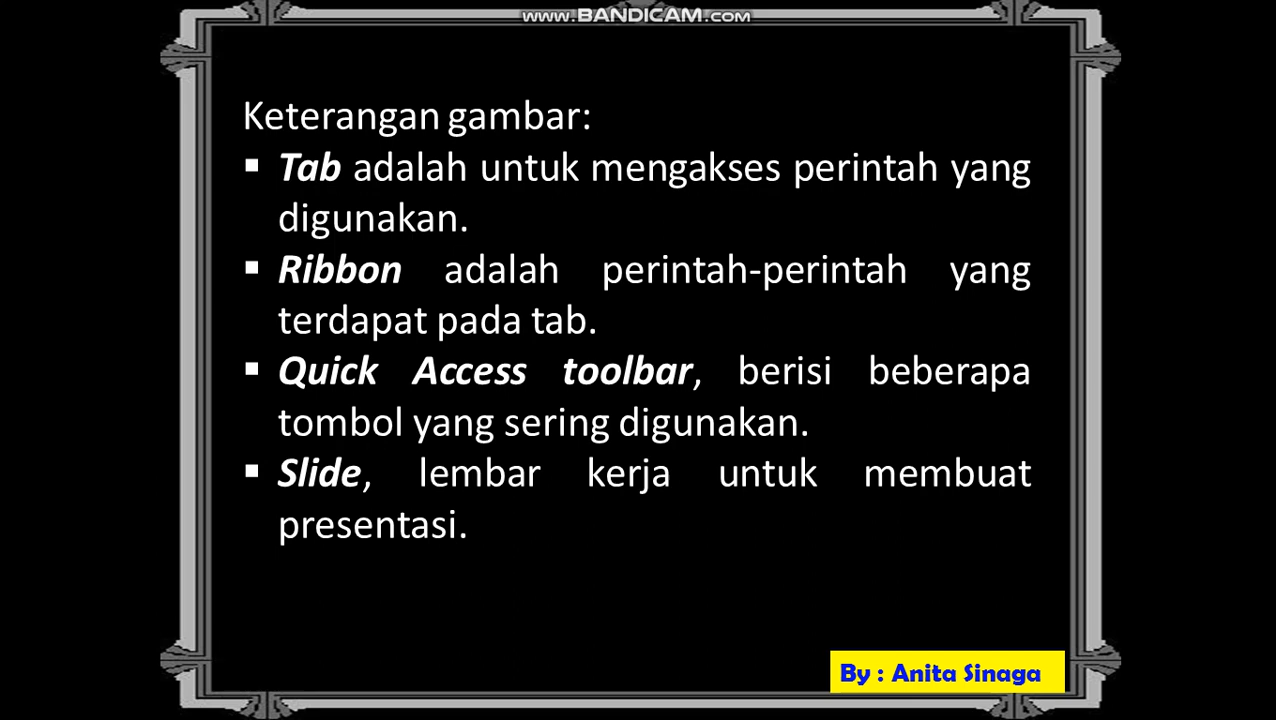 www.BANDICAM.com
Keterangan gambar:
▪ Tab adalah untuk mengakses perintah yang
digunakan.
▪ Ribbon adalah perintah-perintah yang
terdapat pada tab.
▪ Quick Access toolbar, berisi beberapa
tombol yang sering digunakan.
▪ Slide, lembar kerja untuk membuat
presentasi.
By : Anita Sinaga